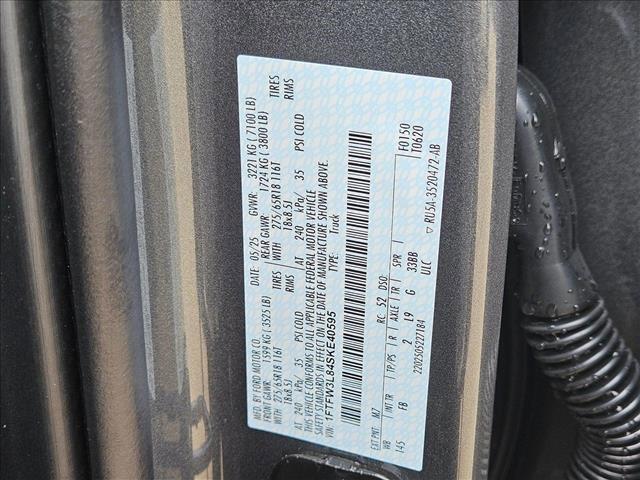 MFD. BY FORD MOTOR CO. DATE: 05/25 GVWR: 3221 KG ( 7100 LB)
FRONT GAWR: 1599 KG ( 3525 LB) REAR GAWR: 1724 KG ( 3800 LB)
WITH 275/65R18 116T TIRES WITH 275/65R18 116T TIRES
18x8.5J RIMS 18x8.5J RIMS
AT 240 kPa/ 35 PSI COLD AT 240 kPa/ 35 PSI COLD
THIS VEHICLE CONFORMS TO ALL APPLICABLE FEDERAL MOTOR VEHICLE
SAFETY STANDARDS IN EFFECT ON THE DATE OF MANUFACTURE SHOWN ABOVE.
VIN: 1FTFW3L84SKE40595 Truck
F0150
T0620
EXT PNT: M7 RC: 52 DSO:
WB INT TR TP/PS R AXLE TR SPR
145 FB 2 L9 G 33BB
ULC
2202505227184 RU5A-3520472-AB